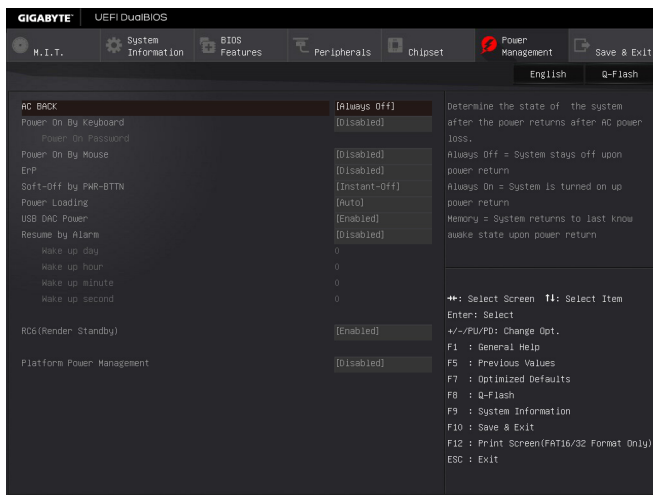 GIGABYTE™ UEFI DualBIOS
M.I.T.
System Information
BIOS Features
Peripherals
Chipset
Power Management
Save & Exit
English Q-Flash
AC BACK [Always Off]
Power On By Keyboard [Disabled]
Power On Password
Power On By Mouse [Disabled]
ErP [Disabled]
Soft-Off by PWR-BTTN [Instant-Off]
Power Loading [Auto]
USB DAC Power [Enabled]
Resume by Alarm [Disabled]
Wake up day 0
Wake up hour 0
Wake up minute 0
Wake up second 0
RC6(Render Standby) [Enabled]
Platform Power Management [Disabled]
Determine the state of the system
after the power returns after AC power
loss.
Always Off = System stays off upon
power return
Always On = System is turned on up
power return
Memory = System returns to last know
awake state upon power return
→←: Select Screen ↑↓: Select Item
Enter: Select
+/-/PU/PD: Change Opt.
F1 : General Help
F5 : Previous Values
F7 : Optimized Defaults
F8 : Q-Flash
F9 : System Information
F10 : Save & Exit
F12 : Print Screen(FAT16/32 Format Only)
ESC : Exit